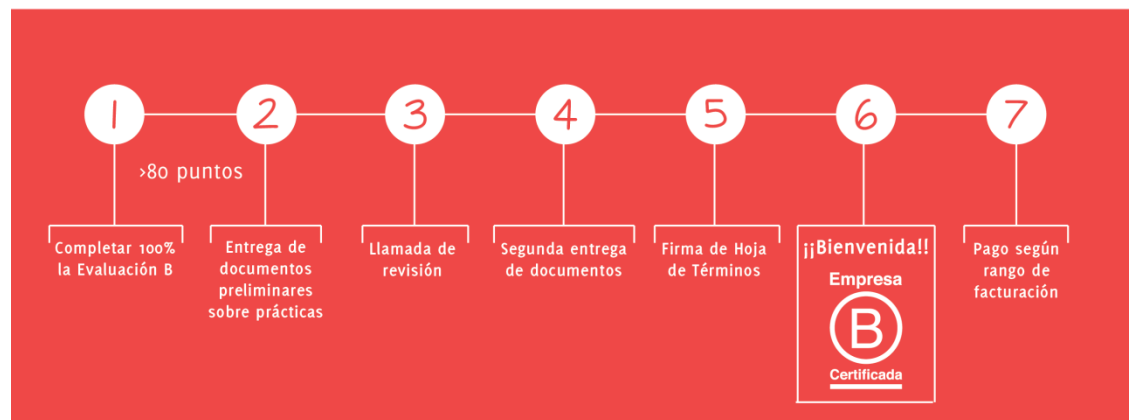 1
2
3
4
5
6
7
>80 puntos
Completar 100%
la Evaluación B
Entrega de
documentos
preliminares
sobre prácticas
Llamada de
revisión
Segunda entrega
de documentos
Firma de Hoja
de Términos
¡¡Bienvenida!!
Empresa
B
Certificada
Pago según
rango de
facturación